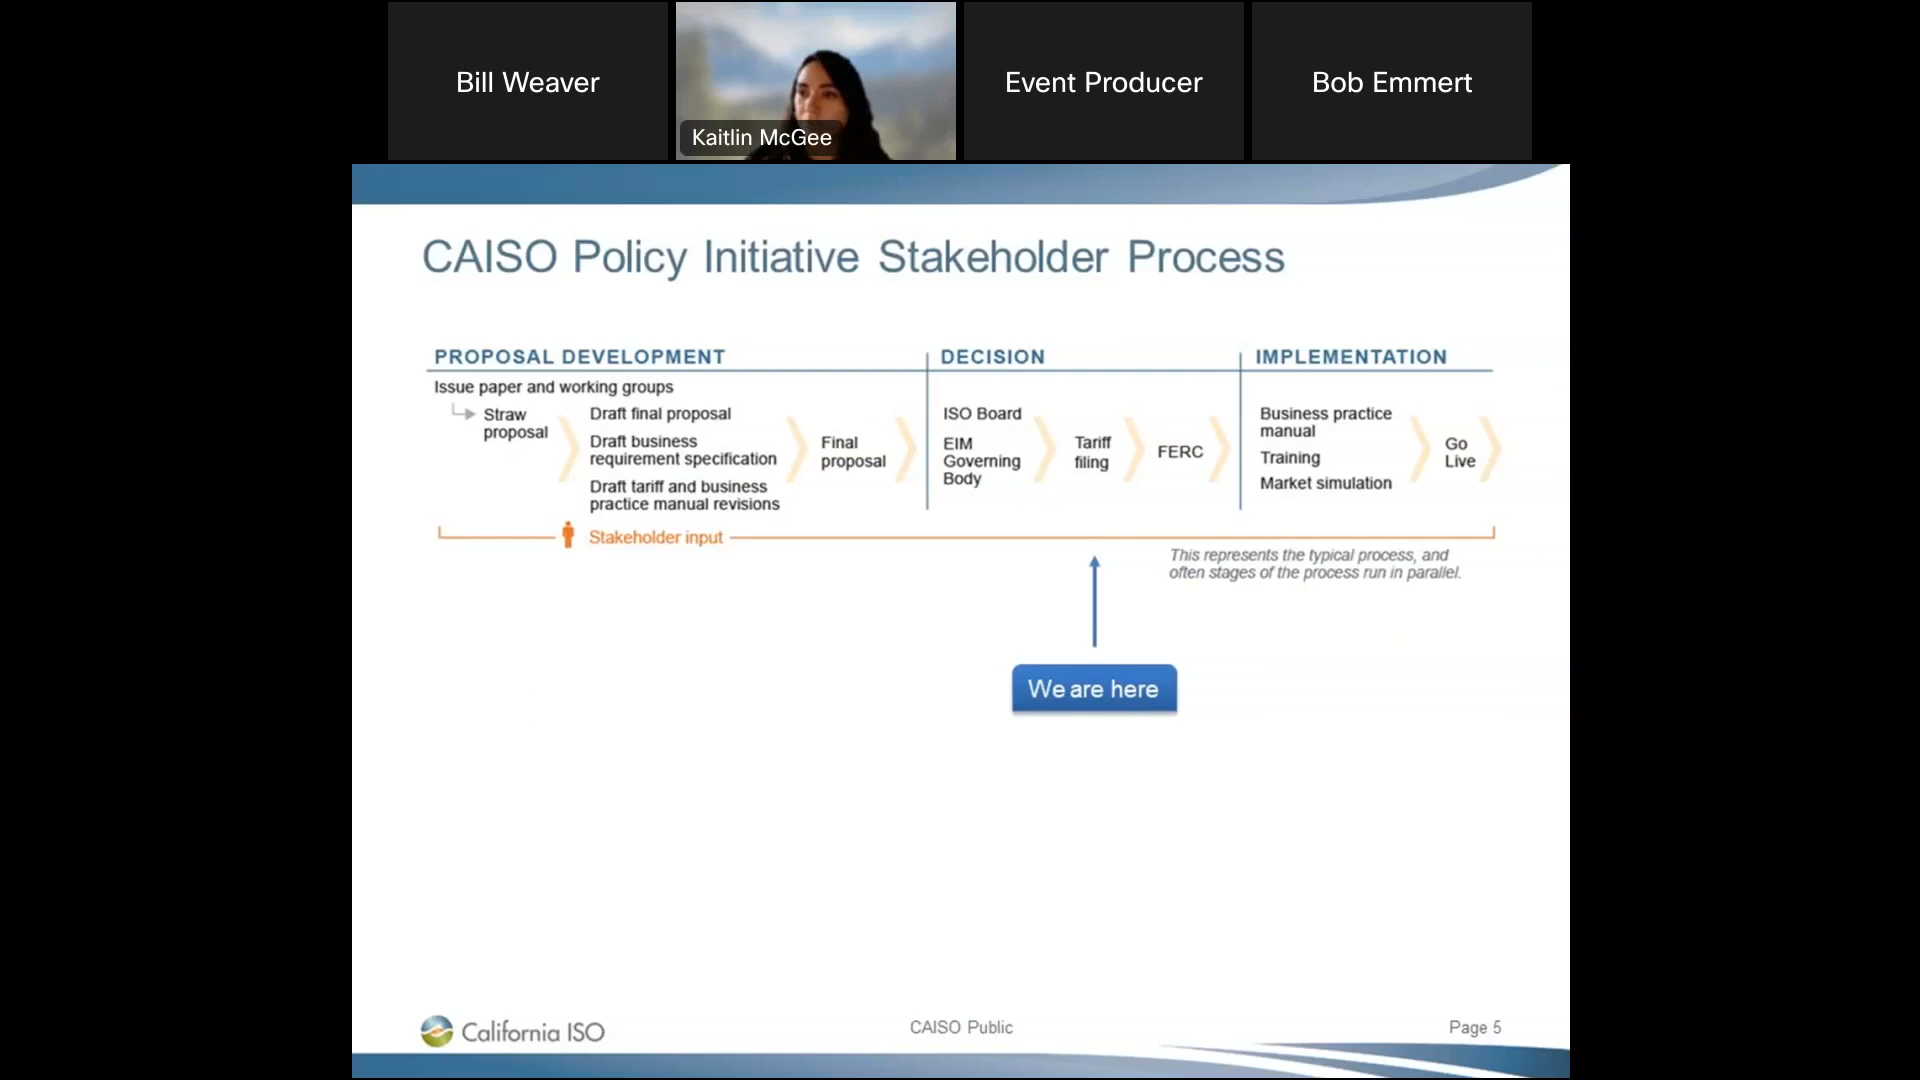 Bill Weaver
Kaitlin McGee
Event Producer
Bob Emmert
CAISO Policy Initiative Stakeholder Process
PROPOSAL DEVELOPMENT
Issue paper and working groups
Straw
proposal
Draft final proposal
Draft business
requirement specification
Draft tariff and business
practice manual revisions
Final
proposal
DECISION
ISO Board
EIM
Governing
Body
Tariff
filing
FERC
IMPLEMENTATION
Business practice
manual
Training
Market simulation
Go
Live
Stakeholder input
This represents the typical process, and
often stages of the process run in parallel.
We are here
California ISO
CAISO Public
Page 5